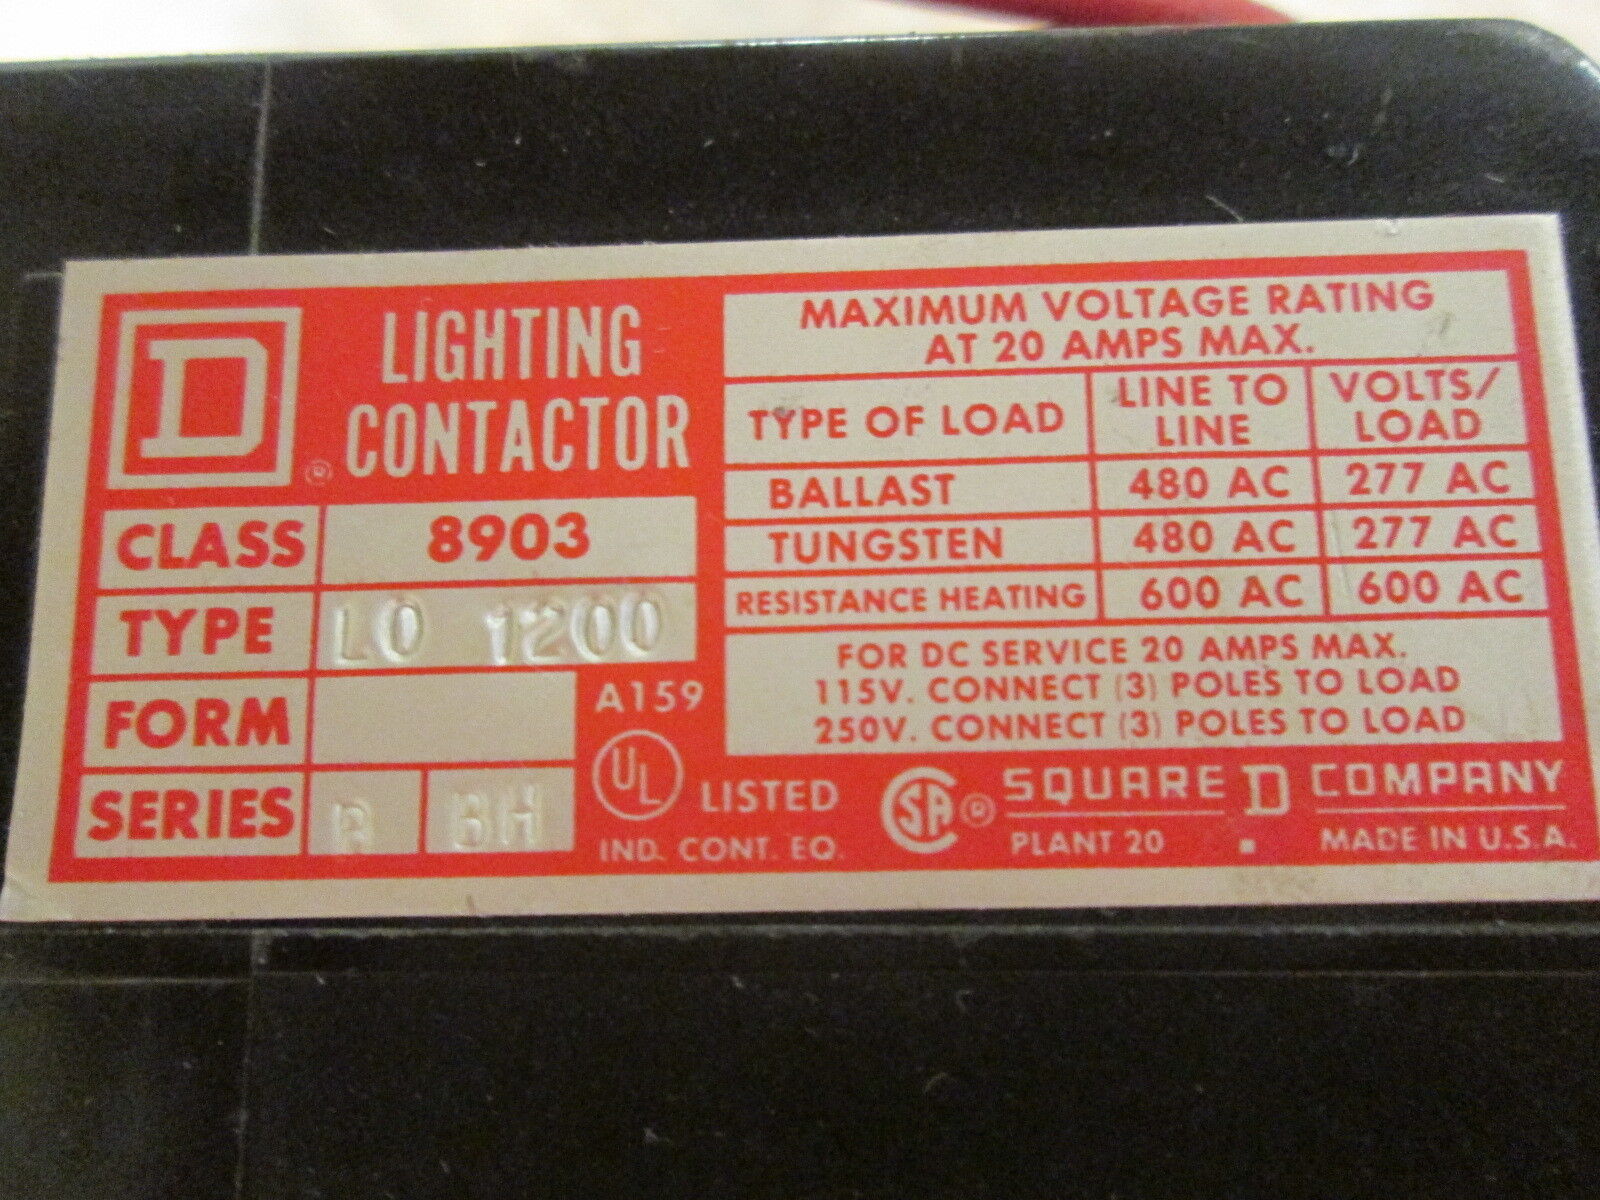 D
®
LIGHTING
CONTACTOR
CLASS 8903
TYPE LO 1200
FORM
SERIES A
A159
UL LISTED
IND. CONT. EQ.
MAXIMUM VOLTAGE RATING
AT 20 AMPS MAX.
TYPE OF LOAD LINE TO LINE VOLTS/LOAD
BALLAST 480 AC 277 AC
TUNGSTEN 480 AC 277 AC
RESISTANCE HEATING 600 AC 600 AC
FOR DC SERVICE 20 AMPS MAX.
115V. CONNECT (3) POLES TO LOAD
250V. CONNECT (3) POLES TO LOAD
CSA ® SQUARE D COMPANY
PLANT 20 MADE IN U.S.A.